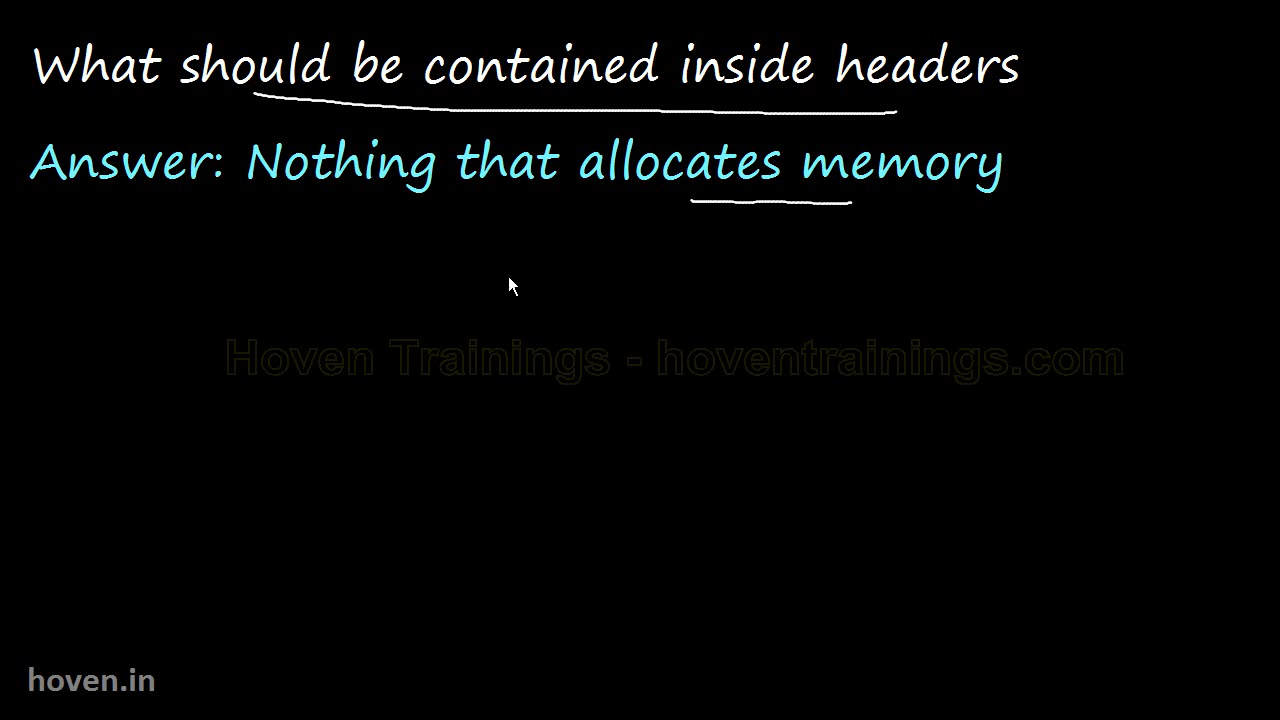 What should be contained inside headers
Answer: Nothing that allocates memory
Hoven Trainings - hoventrainings.com
hoven.in